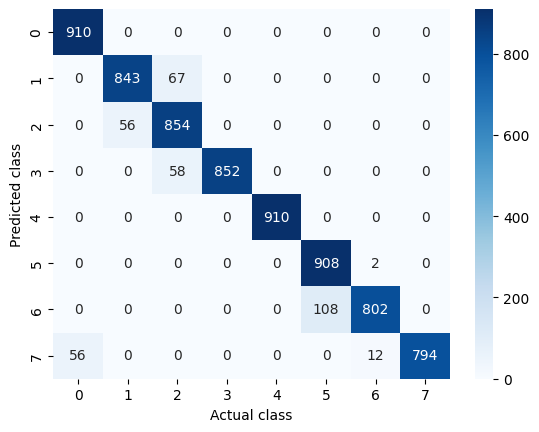 0 910 0 0 0 0 0 0 0
1 0 843 67 0 0 0 0 0
2 0 56 854 0 0 0 0 0
3 0 0 58 852 0 0 0 0
4 0 0 0 0 910 0 0 0
5 0 0 0 0 0 908 2 0
6 0 0 0 0 0 108 802 0
7 56 0 0 0 0 0 12 794
0 1 2 3 4 5 6 7
Predicted class
Actual class
800
600
400
200
0